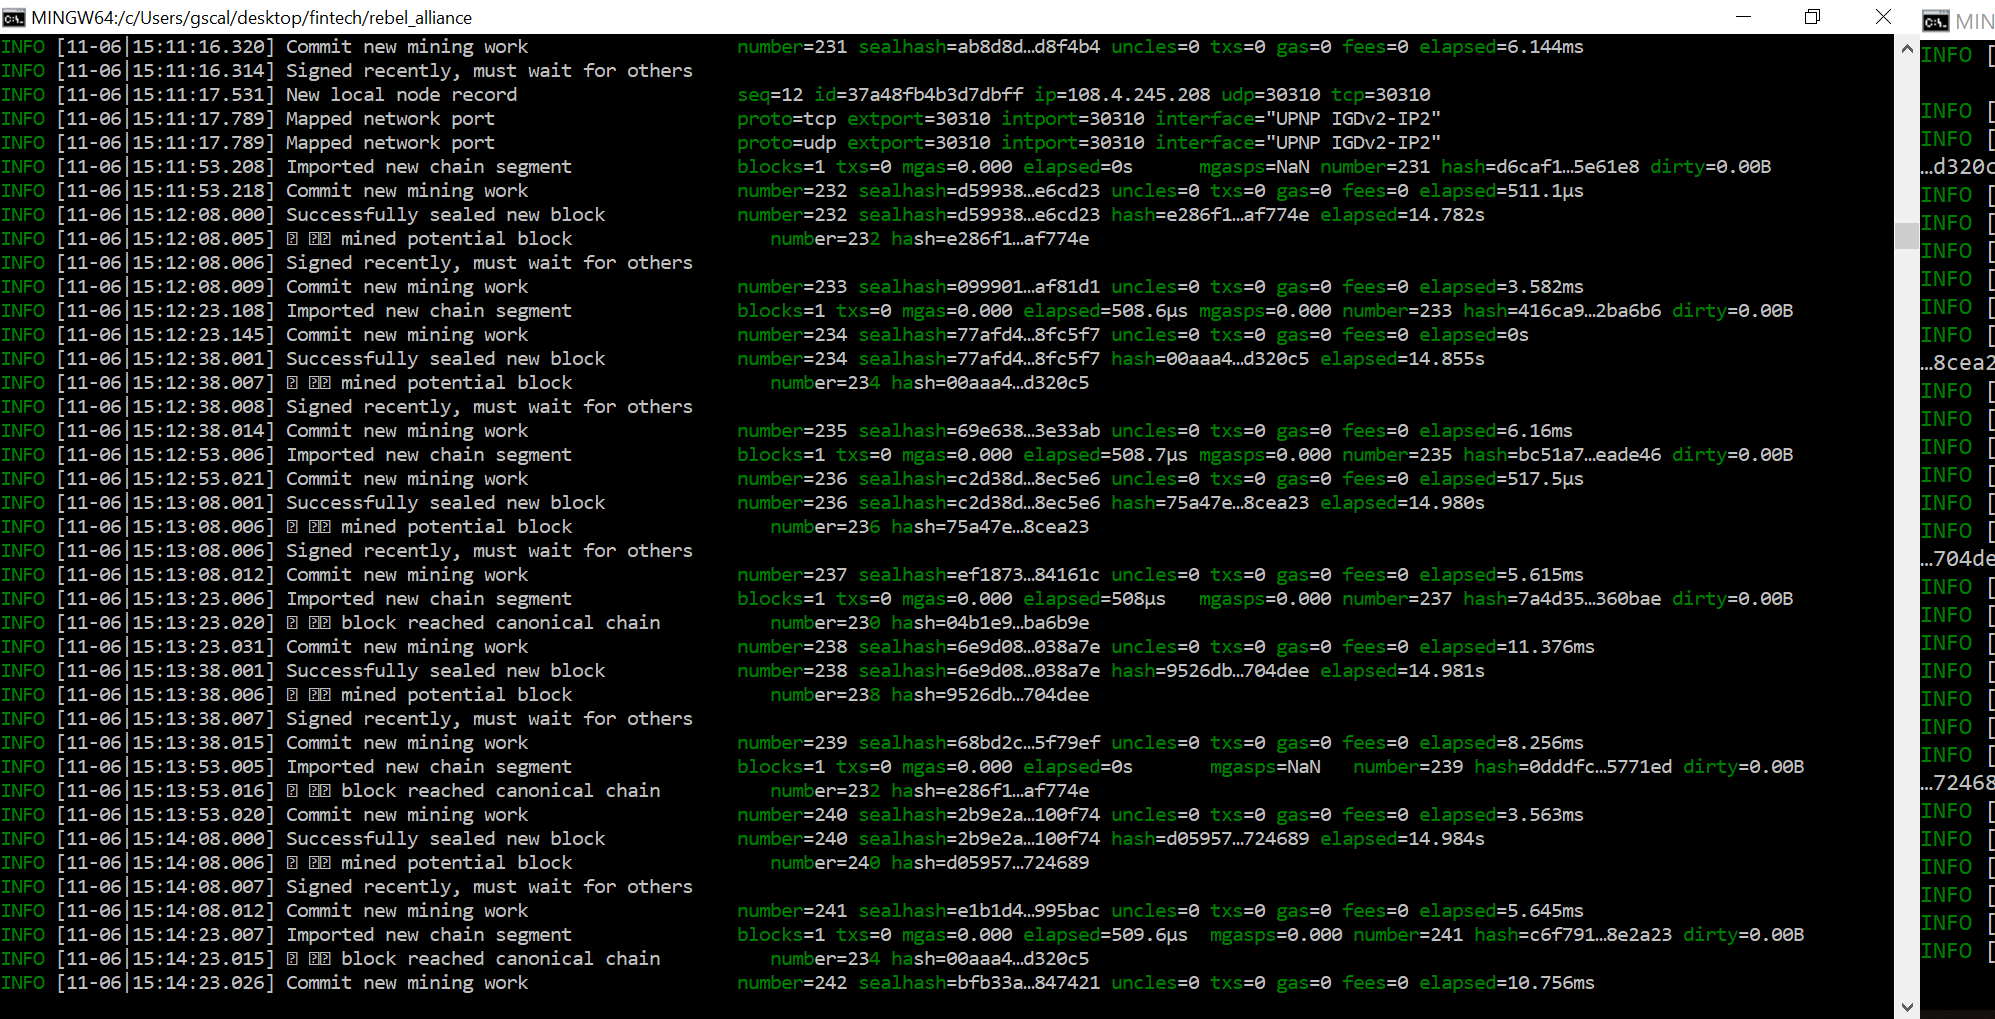 MINGW64:/c/Users/gscal/desktop/fintech/rebel_alliance
INFO [11-06|15:11:16.320] Commit new mining work number=231 sealhash=ab8d8d…d8f4b4 uncles=0 txs=0 gas=0 fees=0 elapsed=6.144ms
INFO [11-06|15:11:16.314] Signed recently, must wait for others
INFO [11-06|15:11:17.531] New local node record seq=12 id=37a48fb4b3d7dbff ip=108.4.245.208 udp=30310 tcp=30310
INFO [11-06|15:11:17.789] Mapped network port proto=tcp extport=30310 intport=30310 interface="UPNP IGDv2-IP2"
INFO [11-06|15:11:17.789] Mapped network port proto=udp extport=30310 intport=30310 interface="UPNP IGDv2-IP2"
INFO [11-06|15:11:53.208] Imported new chain segment blocks=1 txs=0 mgas=0.000 elapsed=0s mgasps=NaN number=231 hash=d6caf1…5e61e8 dirty=0.00B
INFO [11-06|15:11:53.218] Commit new mining work number=232 sealhash=d59938…e6cd23 uncles=0 txs=0 gas=0 fees=0 elapsed=511.1µs
INFO [11-06|15:12:08.000] Successfully sealed new block number=232 sealhash=d59938…e6cd23 hash=e286f1…af774e elapsed=14.782s
INFO [11-06|15:12:08.005] mined potential block number=232 hash=e286f1…af774e
INFO [11-06|15:12:08.006] Signed recently, must wait for others
INFO [11-06|15:12:08.009] Commit new mining work number=233 sealhash=099901…af81d1 uncles=0 txs=0 gas=0 fees=0 elapsed=3.582ms
INFO [11-06|15:12:23.108] Imported new chain segment blocks=1 txs=0 mgas=0.000 elapsed=508.6µs mgasps=0.000 number=233 hash=416ca9…2ba6b6 dirty=0.00B
INFO [11-06|15:12:23.145] Commit new mining work number=234 sealhash=77afd4…8fc5f7 uncles=0 txs=0 gas=0 fees=0 elapsed=0s
INFO [11-06|15:12:38.001] Successfully sealed new block number=234 sealhash=77afd4…8fc5f7 hash=00aaa4…d320c5 elapsed=14.855s
INFO [11-06|15:12:38.007] mined potential block number=234 hash=00aaa4…d320c5
INFO [11-06|15:12:38.008] Signed recently, must wait for others
INFO [11-06|15:12:38.014] Commit new mining work number=235 sealhash=69e638…3e33ab uncles=0 txs=0 gas=0 fees=0 elapsed=6.16ms
INFO [11-06|15:12:53.006] Imported new chain segment blocks=1 txs=0 mgas=0.000 elapsed=508.7µs mgasps=0.000 number=235 hash=bc51a7…eade46 dirty=0.00B
INFO [11-06|15:12:53.021] Commit new mining work number=236 sealhash=c2d38d…8ec5e6 uncles=0 txs=0 gas=0 fees=0 elapsed=517.5µs
INFO [11-06|15:13:08.001] Successfully sealed new block number=236 sealhash=c2d38d…8ec5e6 hash=75a47e…8cea23 elapsed=14.980s
INFO [11-06|15:13:08.006] mined potential block number=236 hash=75a47e…8cea23
INFO [11-06|15:13:08.006] Signed recently, must wait for others
INFO [11-06|15:13:08.012] Commit new mining work number=237 sealhash=ef1873…84161c uncles=0 txs=0 gas=0 fees=0 elapsed=5.615ms
INFO [11-06|15:13:23.006] Imported new chain segment blocks=1 txs=0 mgas=0.000 elapsed=508µs mgasps=0.000 number=237 hash=7a4d35…360bae dirty=0.00B
INFO [11-06|15:13:23.020] block reached canonical chain number=230 hash=04b1e9…ba6b9e
INFO [11-06|15:13:23.031] Commit new mining work number=238 sealhash=6e9d08…038a7e uncles=0 txs=0 gas=0 fees=0 elapsed=11.376ms
INFO [11-06|15:13:38.001] Successfully sealed new block number=238 sealhash=6e9d08…038a7e hash=9526db…704dee elapsed=14.981s
INFO [11-06|15:13:38.006] mined potential block number=238 hash=9526db…704dee
INFO [11-06|15:13:38.007] Signed recently, must wait for others
INFO [11-06|15:13:38.015] Commit new mining work number=239 sealhash=68bd2c…5f79ef uncles=0 txs=0 gas=0 fees=0 elapsed=8.256ms
INFO [11-06|15:13:53.005] Imported new chain segment blocks=1 txs=0 mgas=0.000 elapsed=0s mgasps=NaN number=239 hash=0dddfc…5771ed dirty=0.00B
INFO [11-06|15:13:53.016] block reached canonical chain number=232 hash=e286f1…af774e
INFO [11-06|15:13:53.020] Commit new mining work number=240 sealhash=2b9e2a…100f74 uncles=0 txs=0 gas=0 fees=0 elapsed=3.563ms
INFO [11-06|15:14:08.000] Successfully sealed new block number=240 sealhash=2b9e2a…100f74 hash=d05957…724689 elapsed=14.984s
INFO [11-06|15:14:08.006] mined potential block number=240 hash=d05957…724689
INFO [11-06|15:14:08.007] Signed recently, must wait for others
INFO [11-06|15:14:08.012] Commit new mining work number=241 sealhash=e1b1d4…995bac uncles=0 txs=0 gas=0 fees=0 elapsed=5.645ms
INFO [11-06|15:14:23.007] Imported new chain segment blocks=1 txs=0 mgas=0.000 elapsed=509.6µs mgasps=0.000 number=241 hash=c6f791…8e2a23 dirty=0.00B
INFO [11-06|15:14:23.015] block reached canonical chain number=234 hash=00aaa4…d320c5
INFO [11-06|15:14:23.026] Commit new mining work number=242 sealhash=bfb33a…847421 uncles=0 txs=0 gas=0 fees=0 elapsed=10.756ms